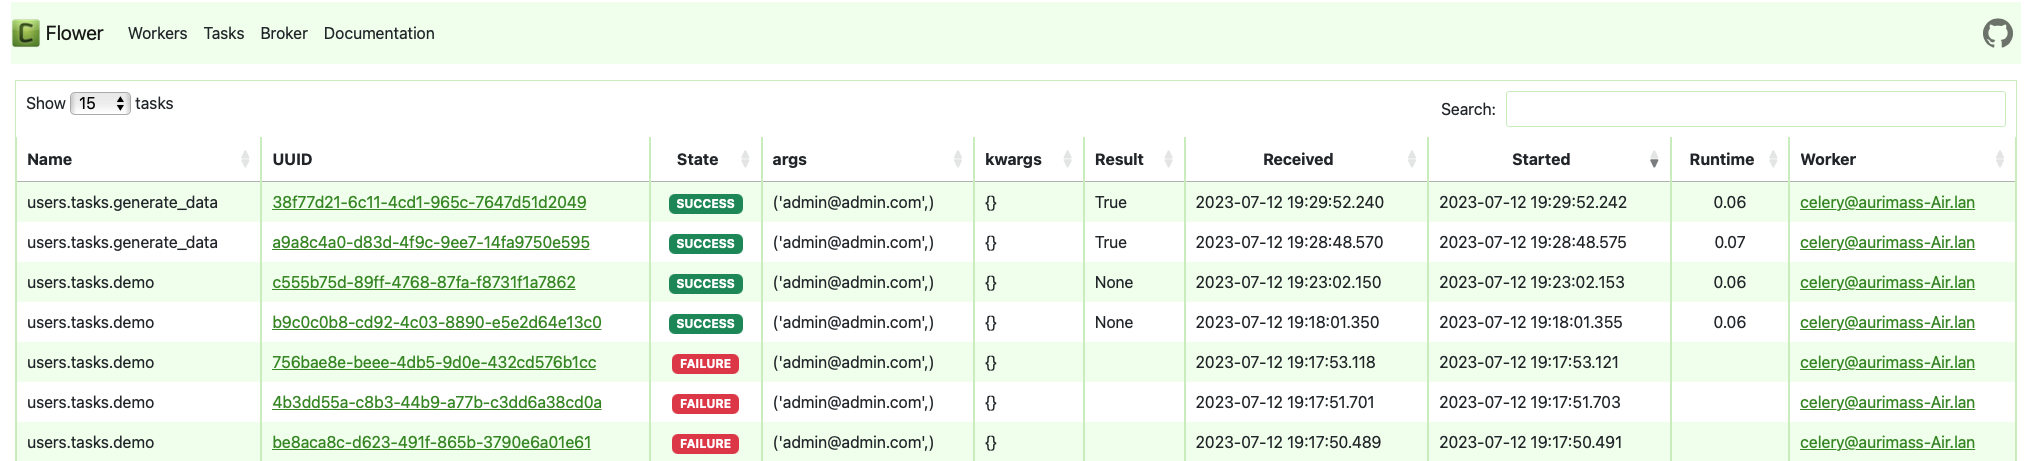 Flower Workers Tasks Broker Documentation
Show 15 tasks Search:
Name UUID State args kwargs Result Received Started Runtime Worker
users.tasks.generate_data 38f77d21-6c11-4cd1-965c-7647d51d2049 SUCCESS ('admin@admin.com',) {} True 2023-07-12 19:29:52.240 2023-07-12 19:29:52.242 0.06 celery@aurimass-Air.lan
users.tasks.generate_data a9a8c4a0-d83d-4f9c-9ee7-14fa9750e595 SUCCESS ('admin@admin.com',) {} True 2023-07-12 19:28:48.570 2023-07-12 19:28:48.575 0.07 celery@aurimass-Air.lan
users.tasks.demo c555b75d-89ff-4768-87fa-f8731f1a7862 SUCCESS ('admin@admin.com',) {} None 2023-07-12 19:23:02.150 2023-07-12 19:23:02.153 0.06 celery@aurimass-Air.lan
users.tasks.demo b9c0c0b8-cd92-4c03-8890-e5e2d64e13c0 SUCCESS ('admin@admin.com',) {} None 2023-07-12 19:18:01.350 2023-07-12 19:18:01.355 0.06 celery@aurimass-Air.lan
users.tasks.demo 756bae8e-beee-4db5-9d0e-432cd576b1cc FAILURE ('admin@admin.com',) {} 2023-07-12 19:17:53.118 2023-07-12 19:17:53.121 celery@aurimass-Air.lan
users.tasks.demo 4b3dd55a-c8b3-44b9-a77b-c3dd6a38cd0a FAILURE ('admin@admin.com',) {} 2023-07-12 19:17:51.701 2023-07-12 19:17:51.703 celery@aurimass-Air.lan
users.tasks.demo be8aca8c-d623-491f-865b-3790e6a01e61 FAILURE ('admin@admin.com',) {} 2023-07-12 19:17:50.489 2023-07-12 19:17:50.491 celery@aurimass-Air.lan